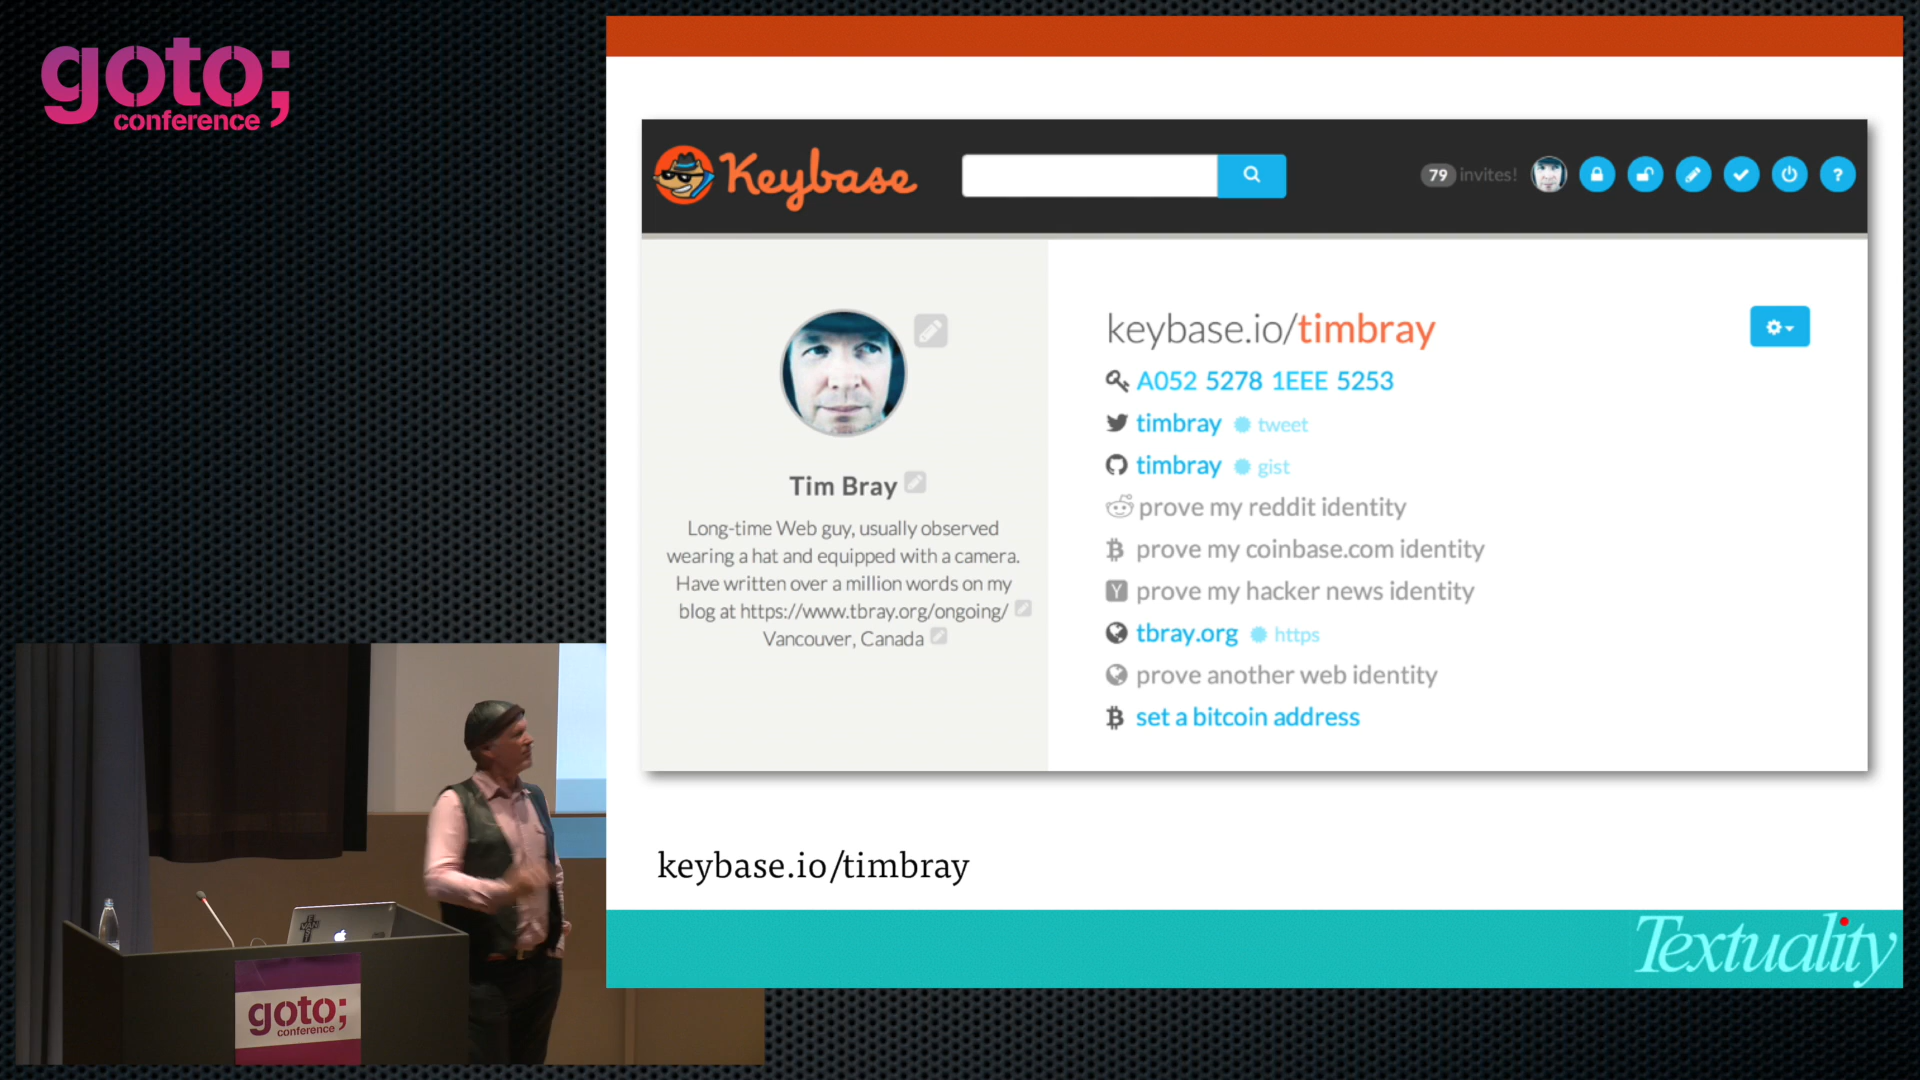 goto;
conference
Keybase
79 invites!
?
keybase.io/timbray
A052 5278 1EEE 5253
timbray tweet
timbray gist
prove my reddit identity
prove my coinbase.com identity
Y prove my hacker news identity
tbray.org https
prove another web identity
set a bitcoin address
Tim Bray
Long-time Web guy, usually observed
wearing a hat and equipped with a camera.
Have written over a million words on my
blog at https://www.tbray.org/ongoing/
Vancouver, Canada
keybase.io/timbray
Textuality
goto;
conference